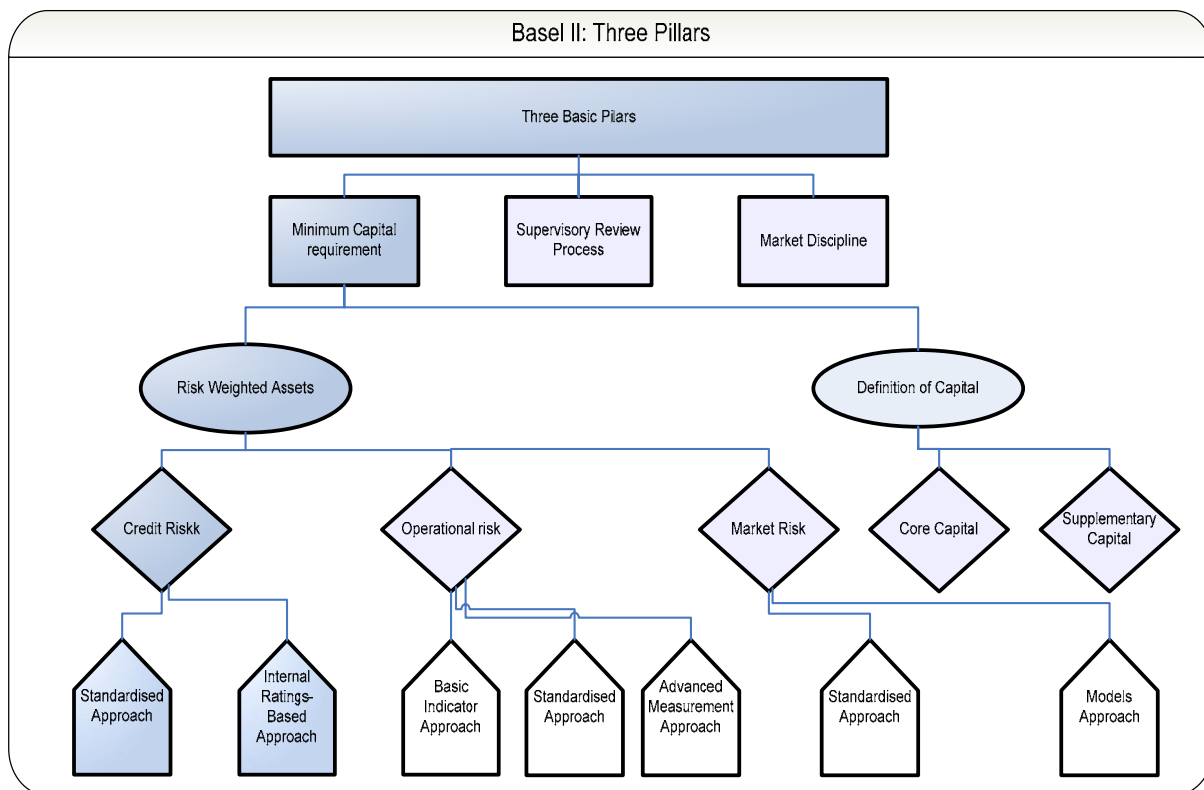 Basel II: Three Pillars
Three Basic Pilars
Minimum Capital
requirement
Supervisory Review
Process
Market Discipline
Risk Weighted Assets
Definition of Capital
Credit Riskk
Operational risk
Market Risk
Core Capital
Supplementary
Capital
Standardised
Approach
Internal
Ratings-
Based
Approach
Basic
Indicator
Approach
Standardised
Approach
Advanced
Measurement
Approach
Standardised
Approach
Models
Approach